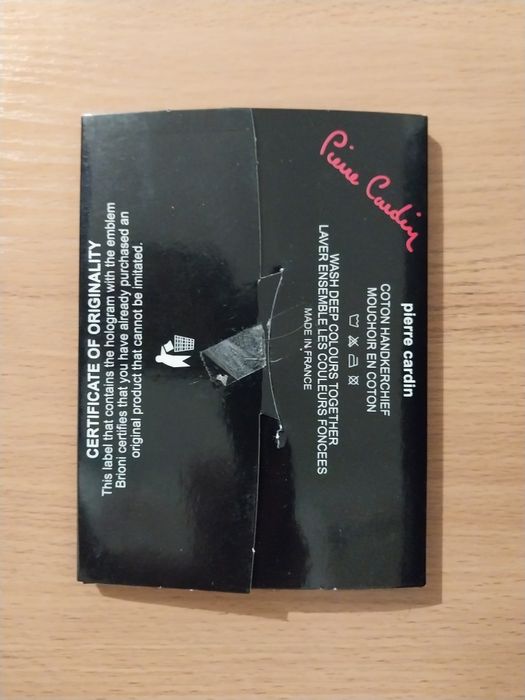 Pierre Cardin
pierre cardin
COTON HANDKERCHIEF
MOUCHOIR EN COTON
WASH DEEP COLOURS TOGETHER
LAVER ENSEMBLE LES COULEURS FONCEES
MADE IN FRANCE
CERTIFICATE OF ORIGINALITY
This label that contains the hologram with the emblem
Brioni certifies that you have already purchased an
original product that cannot be imitated.